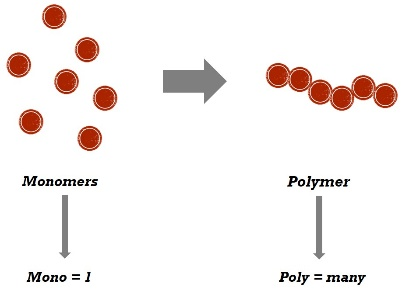 Monomers
Polymer
Mono = 1
Poly = many